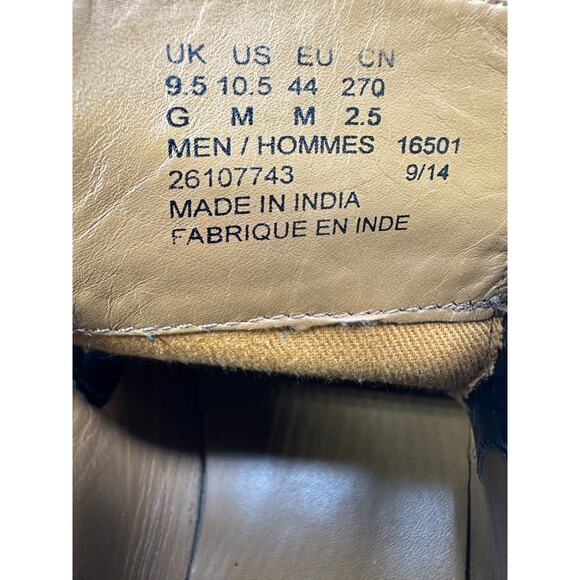 UK US EU CN
9.5 10.5 44 270
G M M 2.5
MEN / HOMMES 16501
26107743 9/14
MADE IN INDIA
FABRIQUE EN INDE